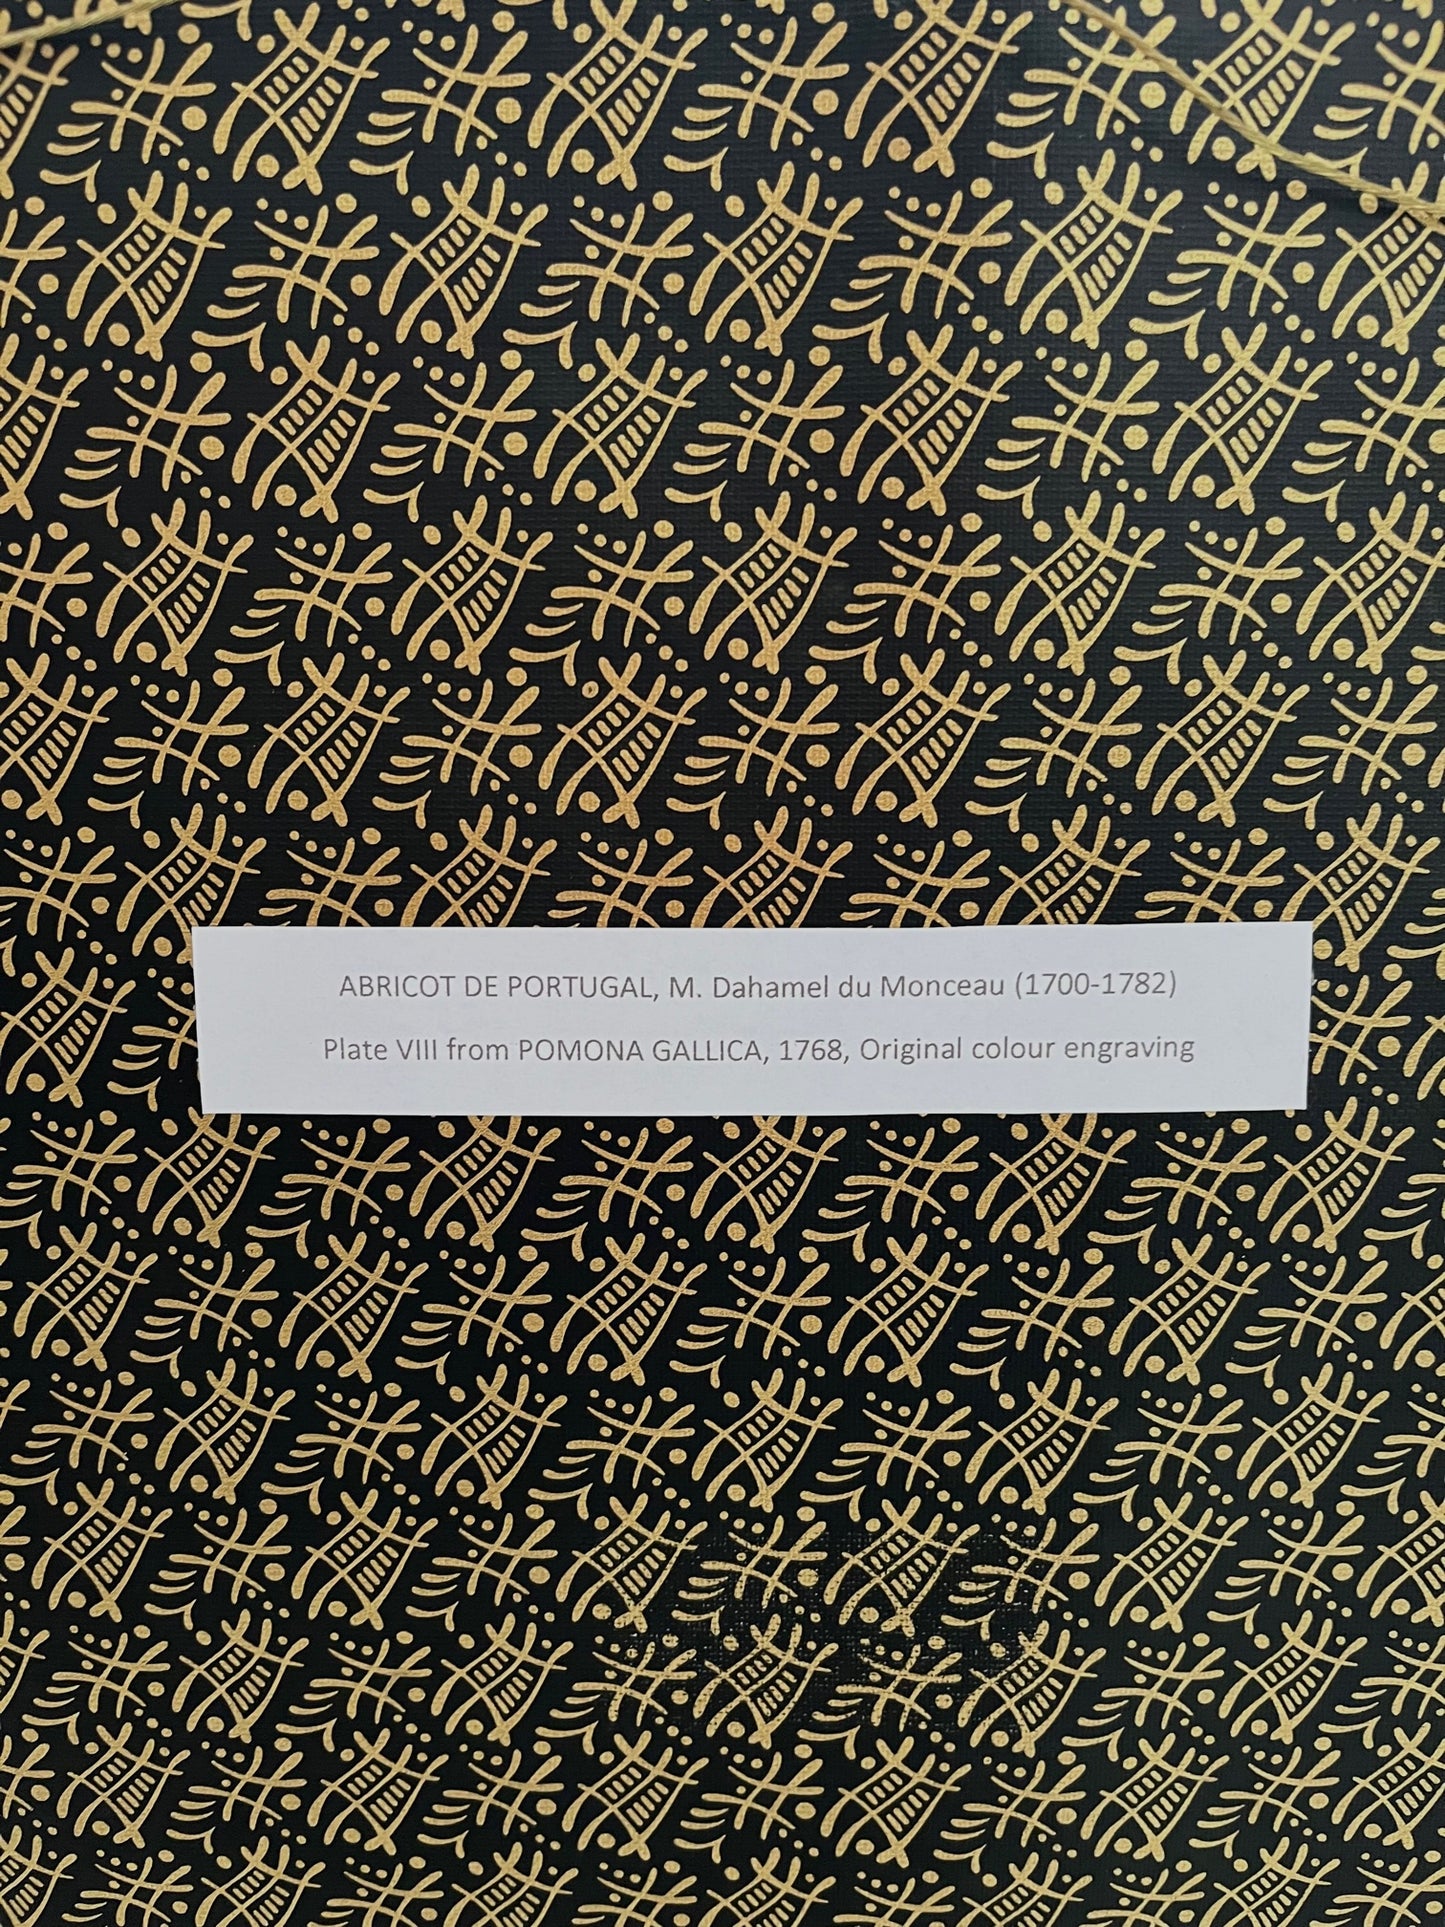 ABRICOT DE PORTUGAL, M. Dahamel du Monceau (1700-1782)
Plate VIII from POMONA GALLICA, 1768, Original colour engraving